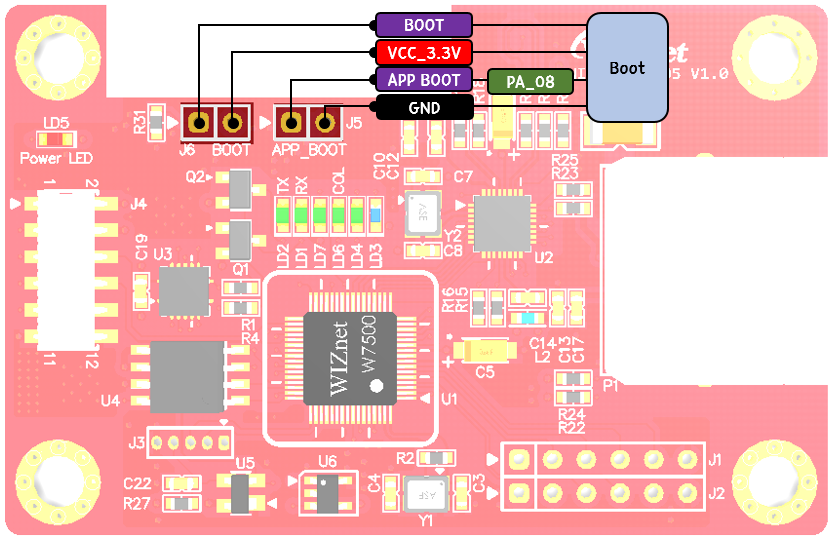 BOOT
VCC_3.3V
APP BOOT
PA_08
GND
Boot
net
5 V1.0
R31
J6
BOOT
APP_BOOT
J5
LD5
Power LED
1
2
J4
11
12
Q2
Q1
TX
RX
COL
LD2
LD1
LD7
LD6
LD4
LD3
C10
C12
R18
C7
ASE
Y2
C8
R25
R23
U2
C19
U3
R1
R4
U4
WIZnet
W7500
U1
R16
R15
C5
C14
L2
C13
C17
P1
R24
R22
J3
C22
R27
U5
U6
R2
C4
ASE
C3
Y1
J1
J2